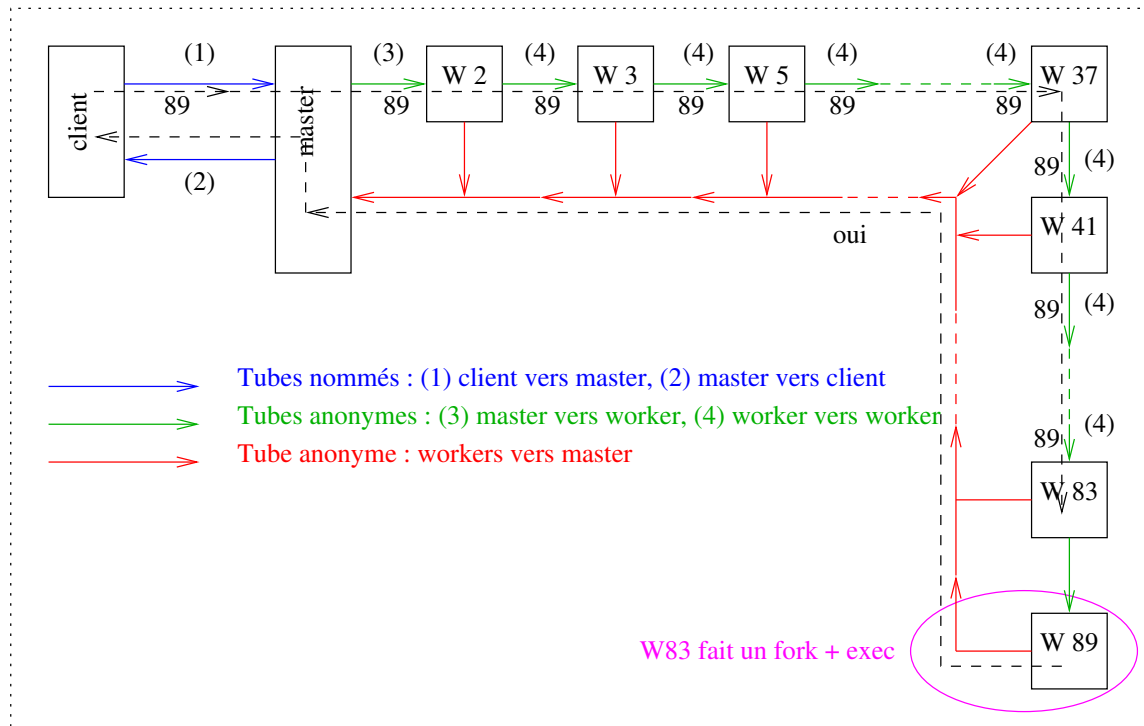 (1) (3) (4) (4) (4) (4)
W 2 W 3 W 5 W 37
89 89 89 89 89 89
client
master
(2)
89 (4)
W 41
oui
89 (4)
Tubes nommés : (1) client vers master, (2) master vers client
Tubes anonymes : (3) master vers worker, (4) worker vers worker
89 (4)
Tube anonyme : workers vers master
W 83
W83 fait un fork + exec
W 89